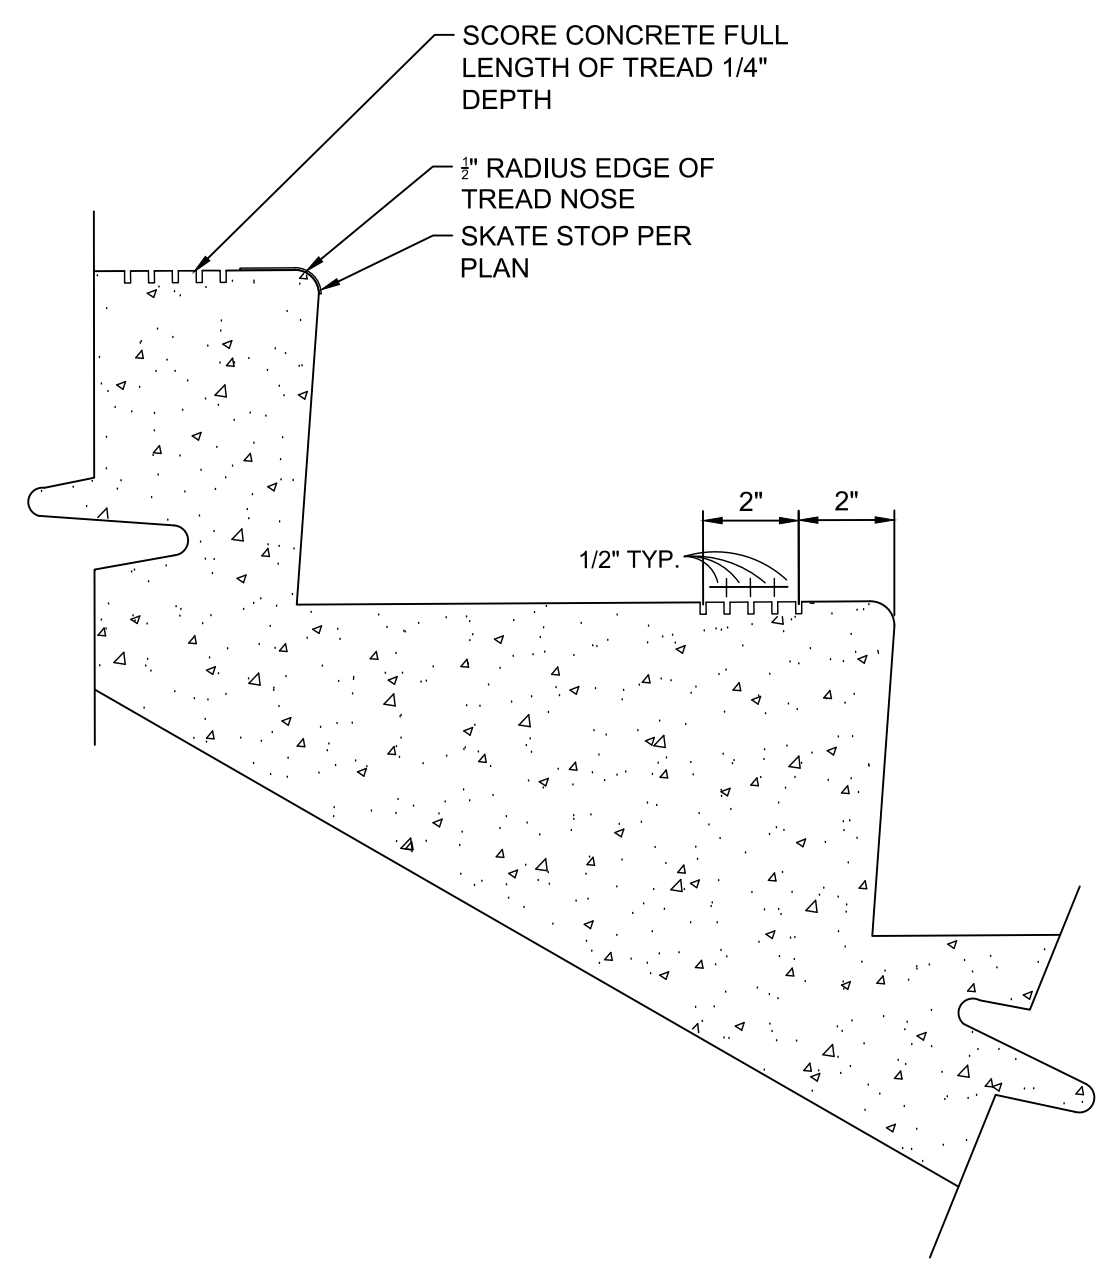 SCORE CONCRETE FULL
LENGTH OF TREAD 1/4"
DEPTH
½" RADIUS EDGE OF
TREAD NOSE
SKATE STOP PER
PLAN
2" 2"
1/2" TYP.